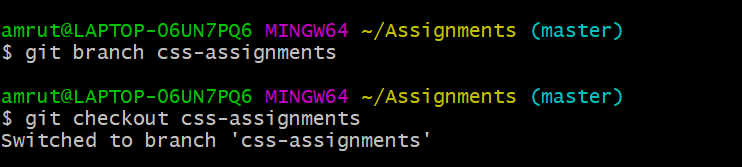 amrut@LAPTOP-O6UN7PQ6 MINGW64 ~/Assignments (master)
$ git branch css-assignments
amrut@LAPTOP-O6UN7PQ6 MINGW64 ~/Assignments (master)
$ git checkout css-assignments
Switched to branch 'css-assignments'